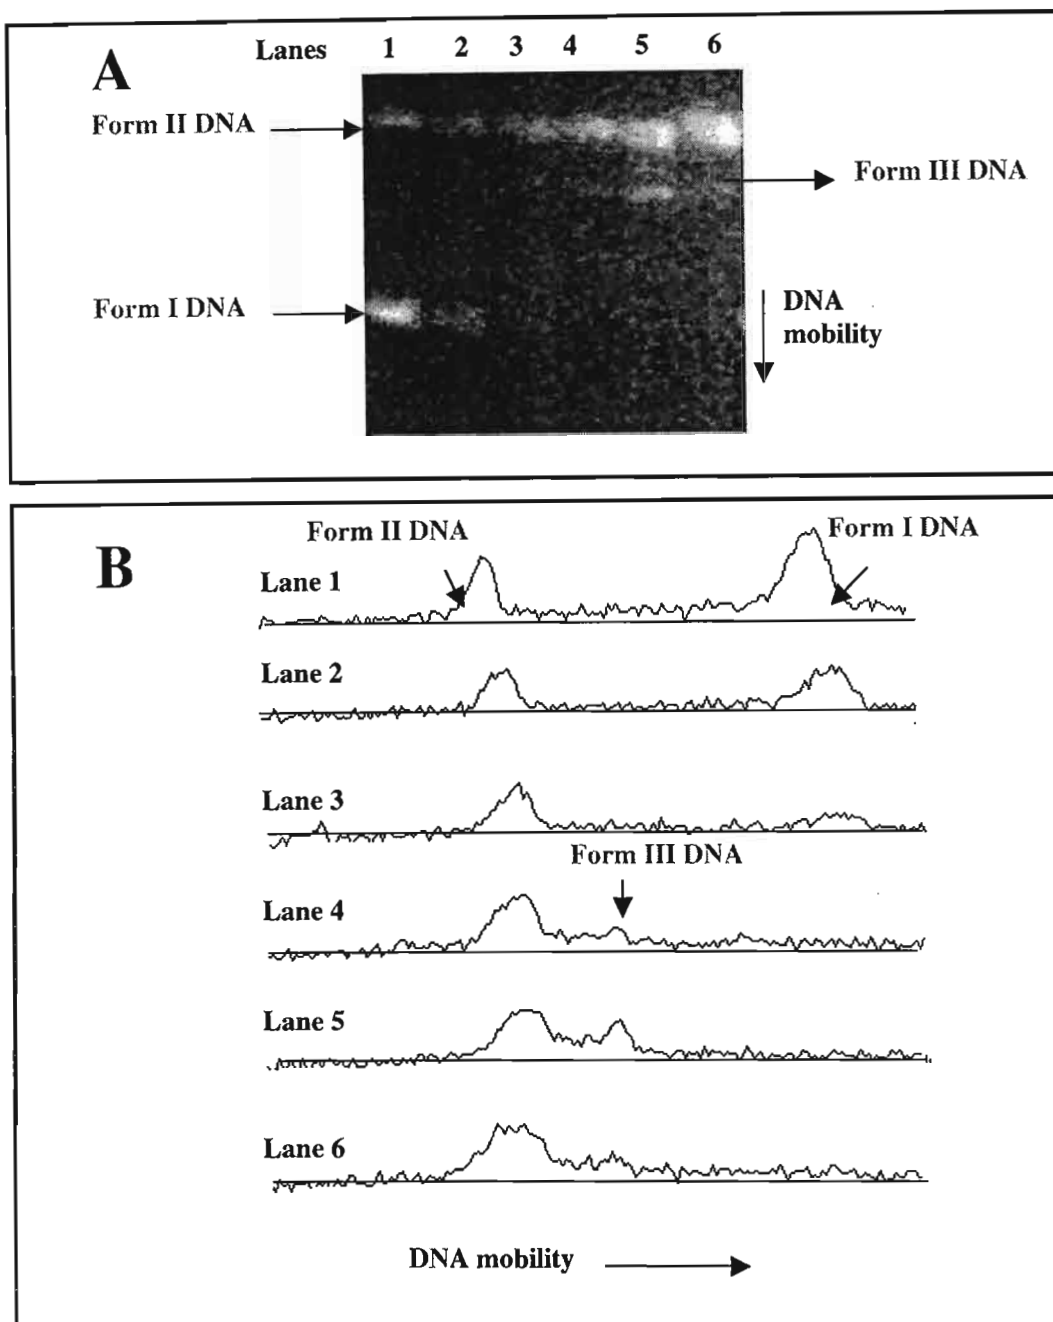 A
Lanes 1 2 3 4 5 6
Form II DNA
Form III DNA
Form I DNA
DNA
mobility
B
Form II DNA
Form I DNA
Lane 1
Lane 2
Lane 3
Form III DNA
Lane 4
Lane 5
Lane 6
DNA mobility